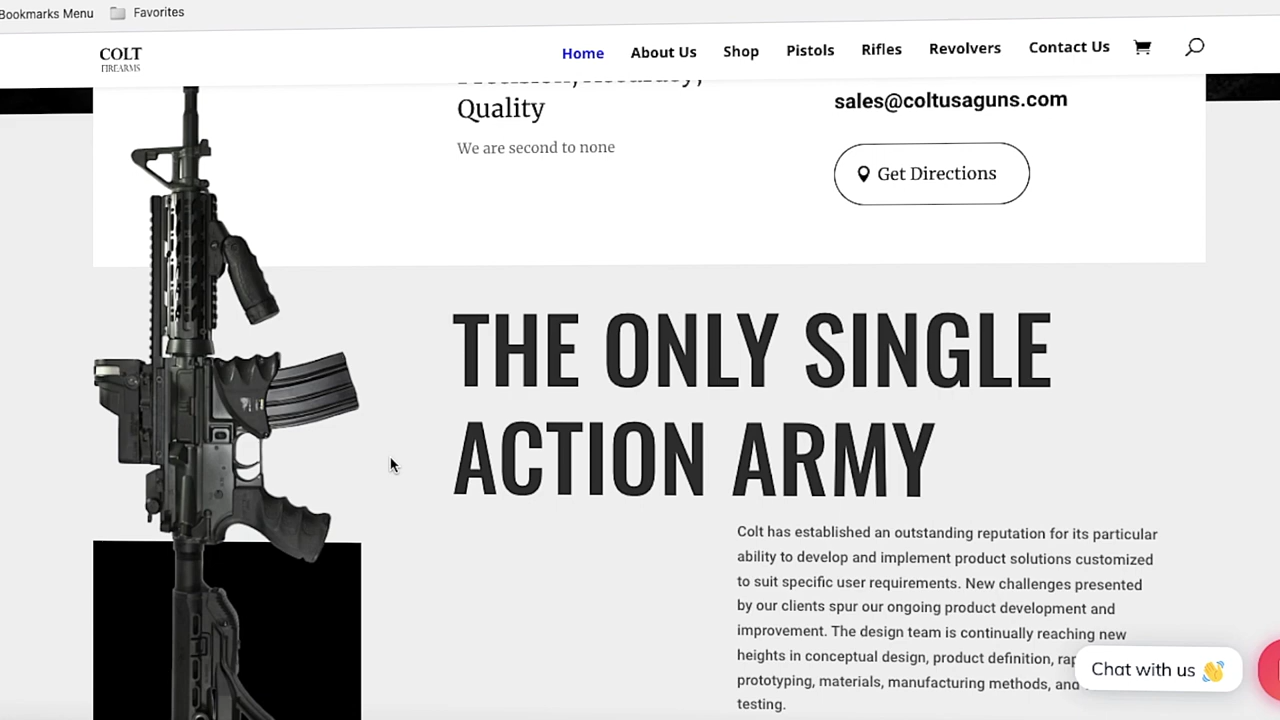 Bookmarks Menu Favorites
COLT
FIREARMS
Home About Us Shop Pistols Rifles Revolvers Contact Us
Quality
We are second to none
sales@coltusaguns.com
Get Directions
THE ONLY SINGLE
ACTION ARMY
Colt has established an outstanding reputation for its particular
ability to develop and implement product solutions customized
to suit specific user requirements. New challenges presented
by our clients spur our ongoing product development and
improvement. The design team is continually reaching new
heights in conceptual design, product definition,
prototyping, materials, manufacturing methods, and
testing.
Chat with us 👋